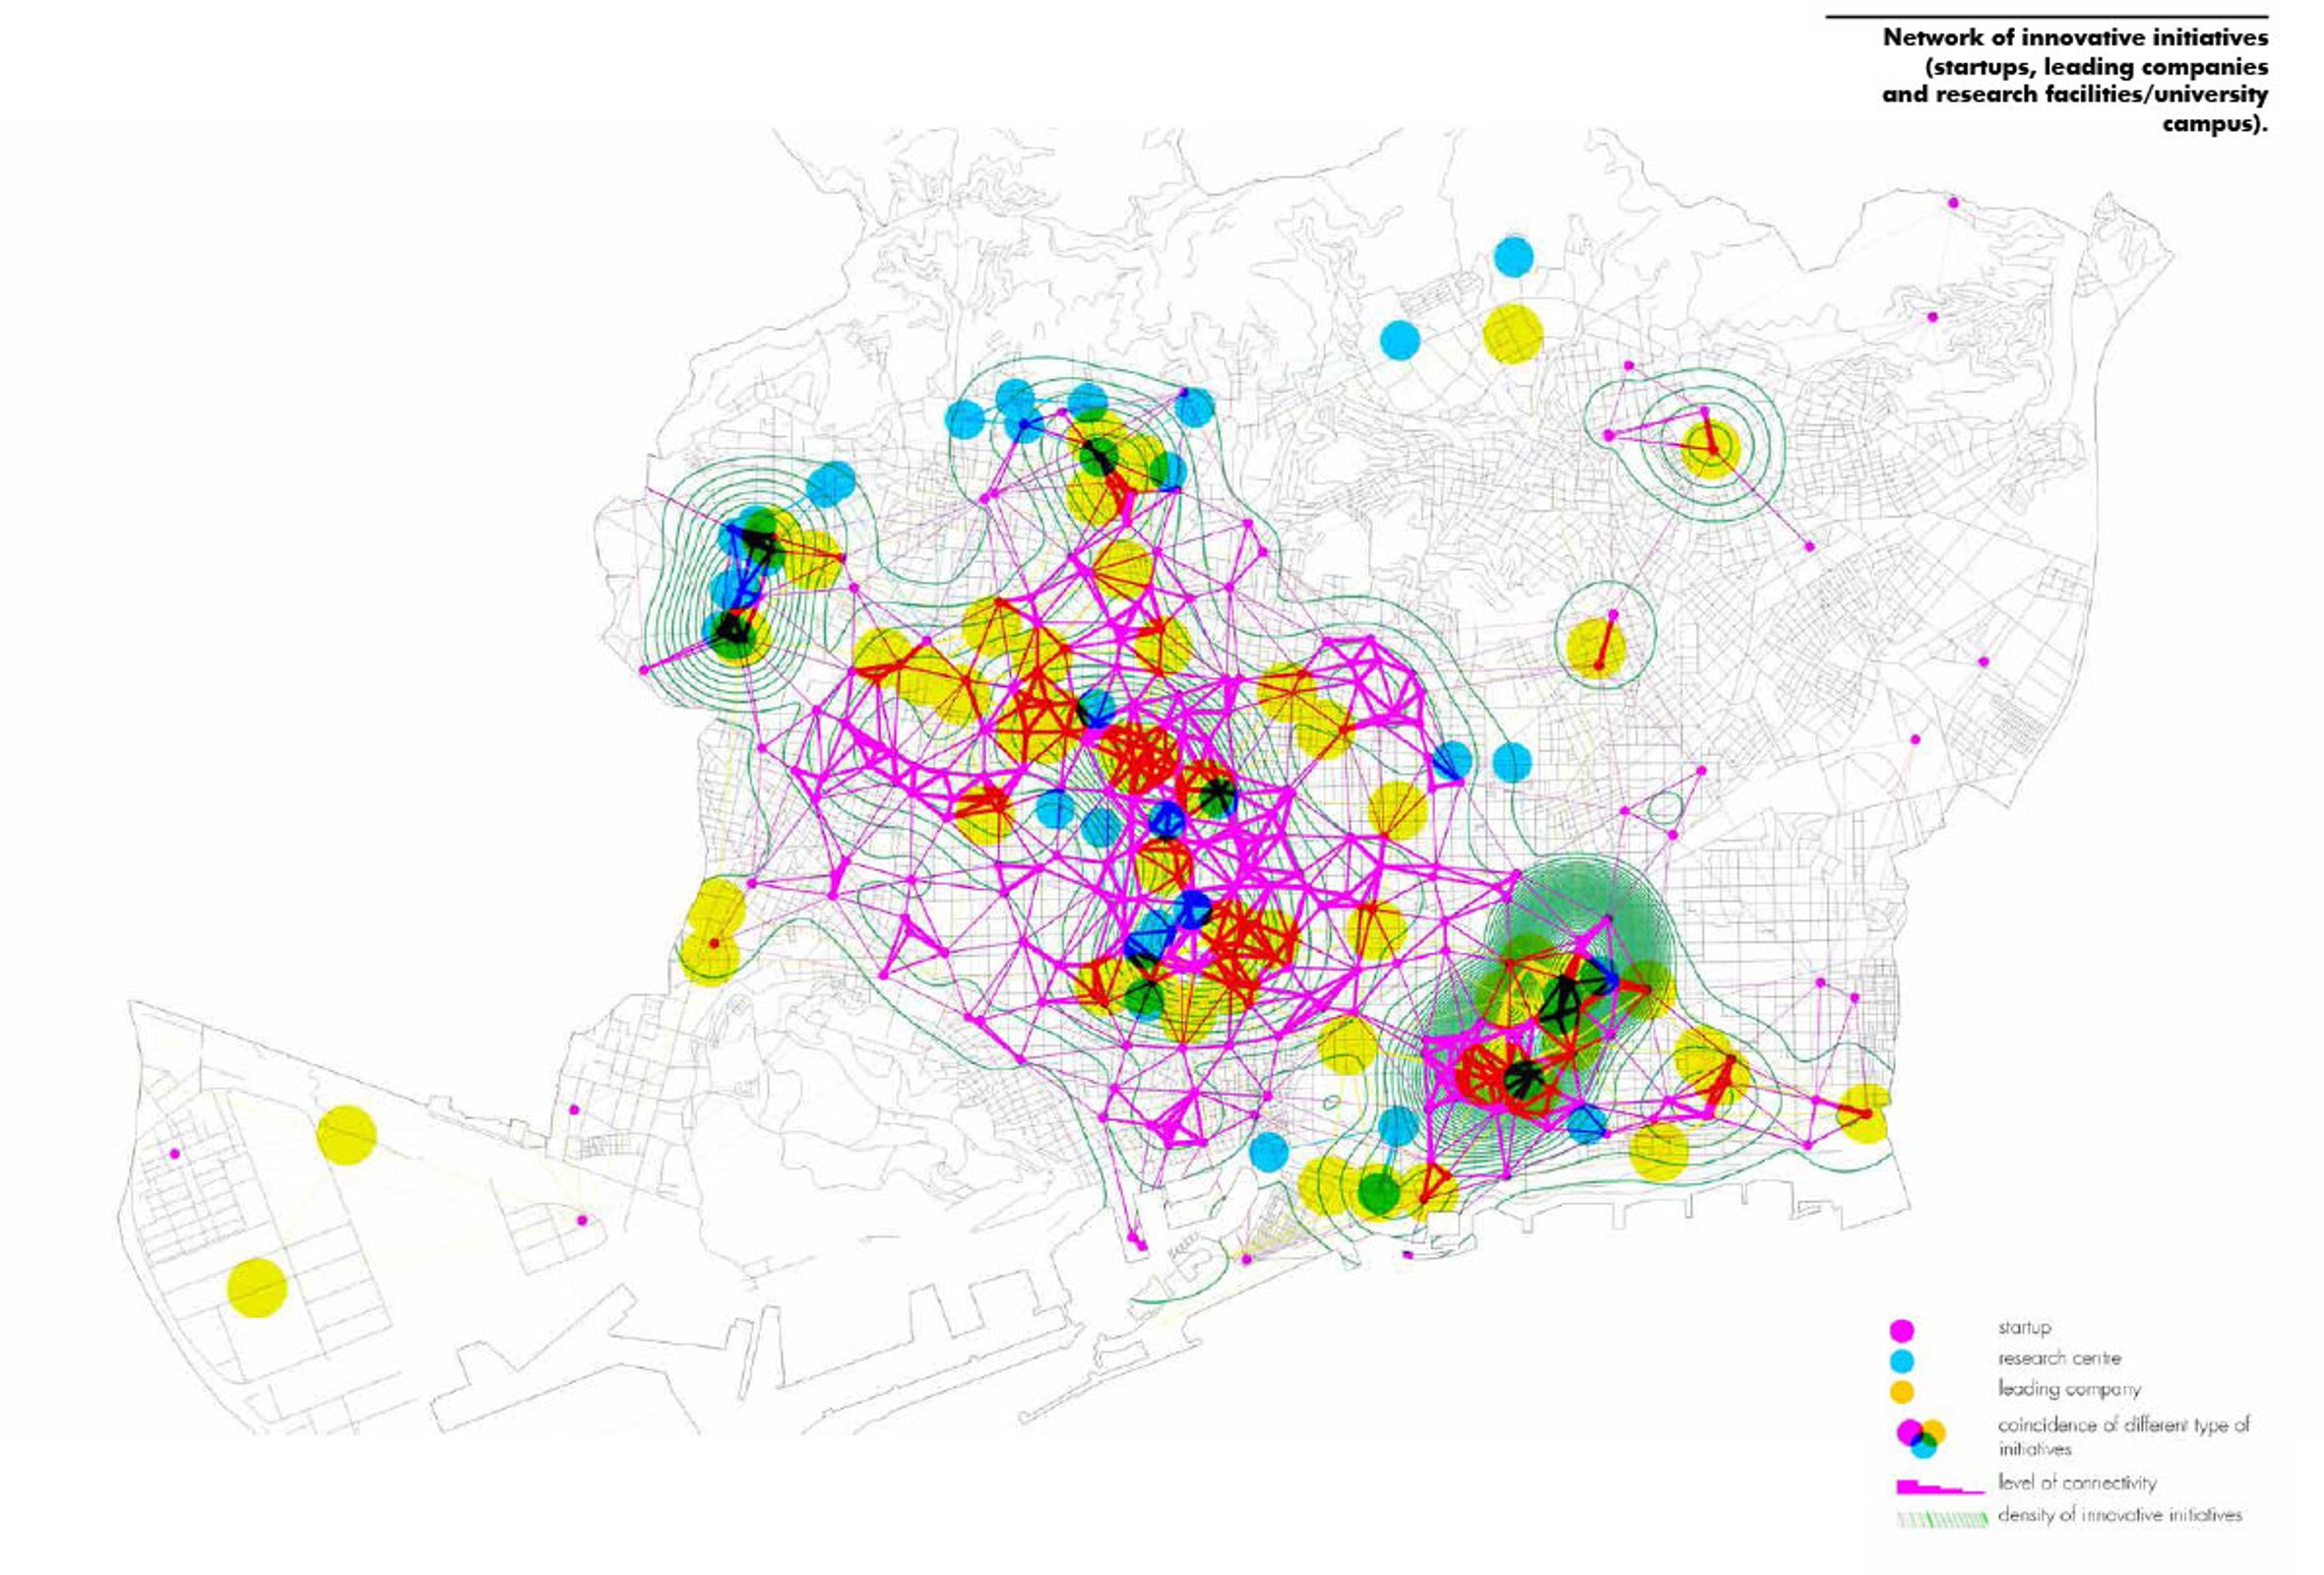 Network of innovative initiatives
(startups, leading companies
and research facilities/university
campus).
startup
research centre
leading company
coincidence of different type of
initiatives
level of connectivity
density of innovative initiatives